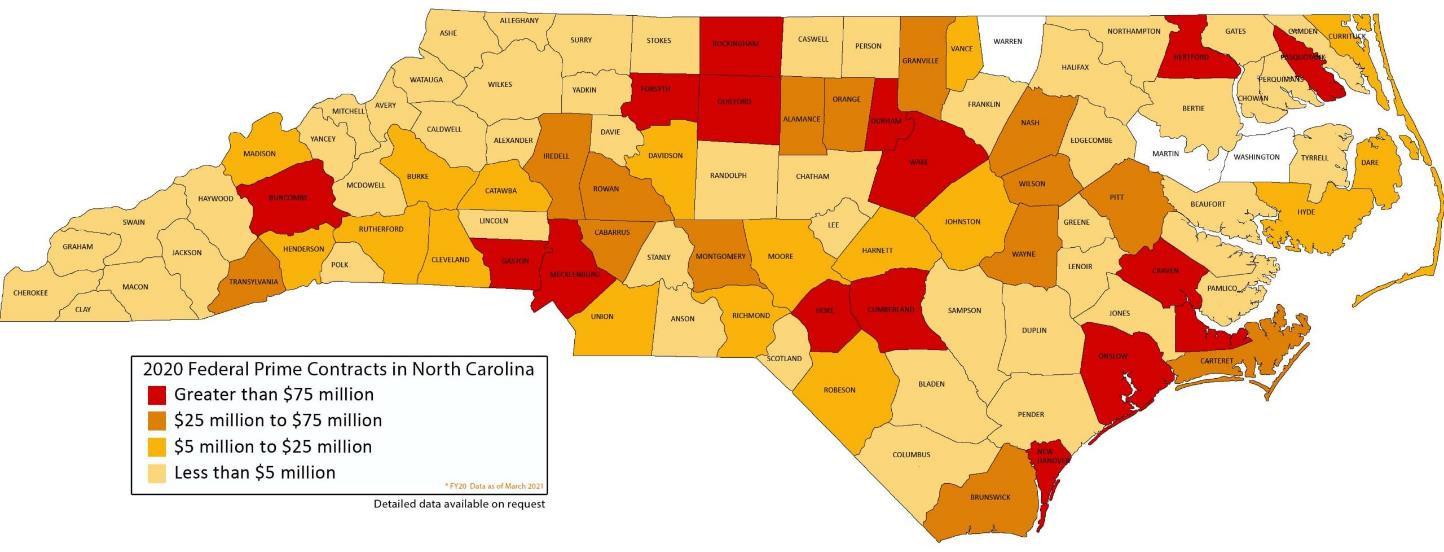 ALLEGHANY
ASHE
SURRY
STOKES
ROCKINGHAM
CASWELL
PERSON
GRANVILLE
VANCE
WARREN
NORTHAMPTON
GATES
CAMDEN
CURRITUCK
HALIFAX
HERTFORD
PASQUOTANK
PERQUIMANS
CHOWAN
WATAUGA
WILKES
YADKIN
FORSYTH
GUILFORD
ALAMANCE
ORANGE
DURHAM
FRANKLIN
NASH
EDGECOMBE
BERTIE
MITCHELL
AVERY
YANCEY
CALDWELL
ALEXANDER
IREDELL
DAVIE
DAVIDSON
RANDOLPH
CHATHAM
WAKE
WILSON
MARTIN
WASHINGTON
TYRRELL
DARE
MADISON
BUNCOMBE
MCDOWELL
BURKE
CATAWBA
ROWAN
HAYWOOD
SWAIN
GRAHAM
JACKSON
CHEROKEE
CLAY
MACON
TRANSYLVANIA
HENDERSON
POLK
RUTHERFORD
CLEVELAND
LINCOLN
GASTON
MECKLENBURG
CABARRUS
STANLY
MONTGOMERY
MOORE
LEE
HARNETT
JOHNSTON
WAYNE
GREENE
PITT
BEAUFORT
HYDE
LENOIR
CRAVEN
PAMLICO
JONES
UNION
ANSON
RICHMOND
SCOTLAND
HOKE
CUMBERLAND
SAMPSON
DUPLIN
ONSLOW
CARTERET
ROBESON
BLADEN
PENDER
COLUMBUS
BRUNSWICK
NEW
HANOVER
2020 Federal Prime Contracts in North Carolina
Greater than $75 million
$25 million to $75 million
$5 million to $25 million
Less than $5 million
* FY20 Data as of March 2021
Detailed data available on request